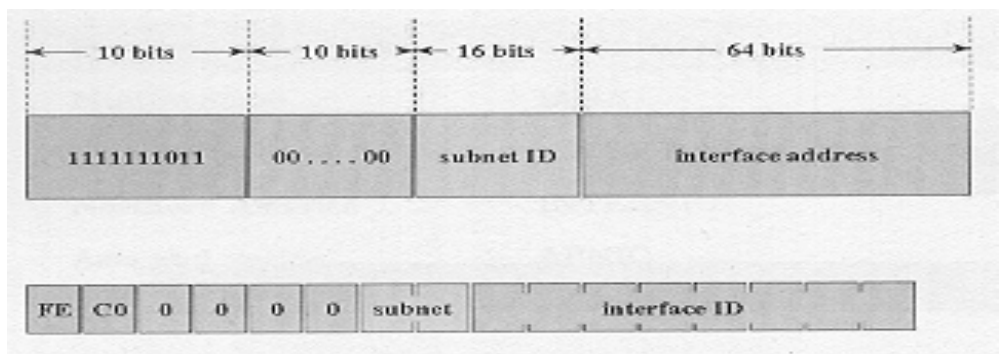 10 bits 10 bits 16 bits 64 bits
1111111011 00....00 subnet ID interface address
FE C0 0 0 0 0 subnet interface ID